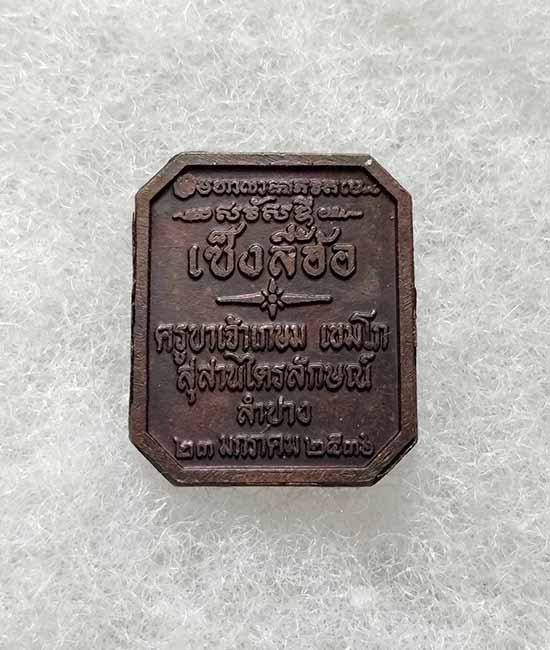 เซ็งลี้ฮ้อ
ครูบาเจ้าเกษม เขมโก
สุสานไตรลักษณ์
ลำปาง
๒๓ มกราคม ๒๕๓๖